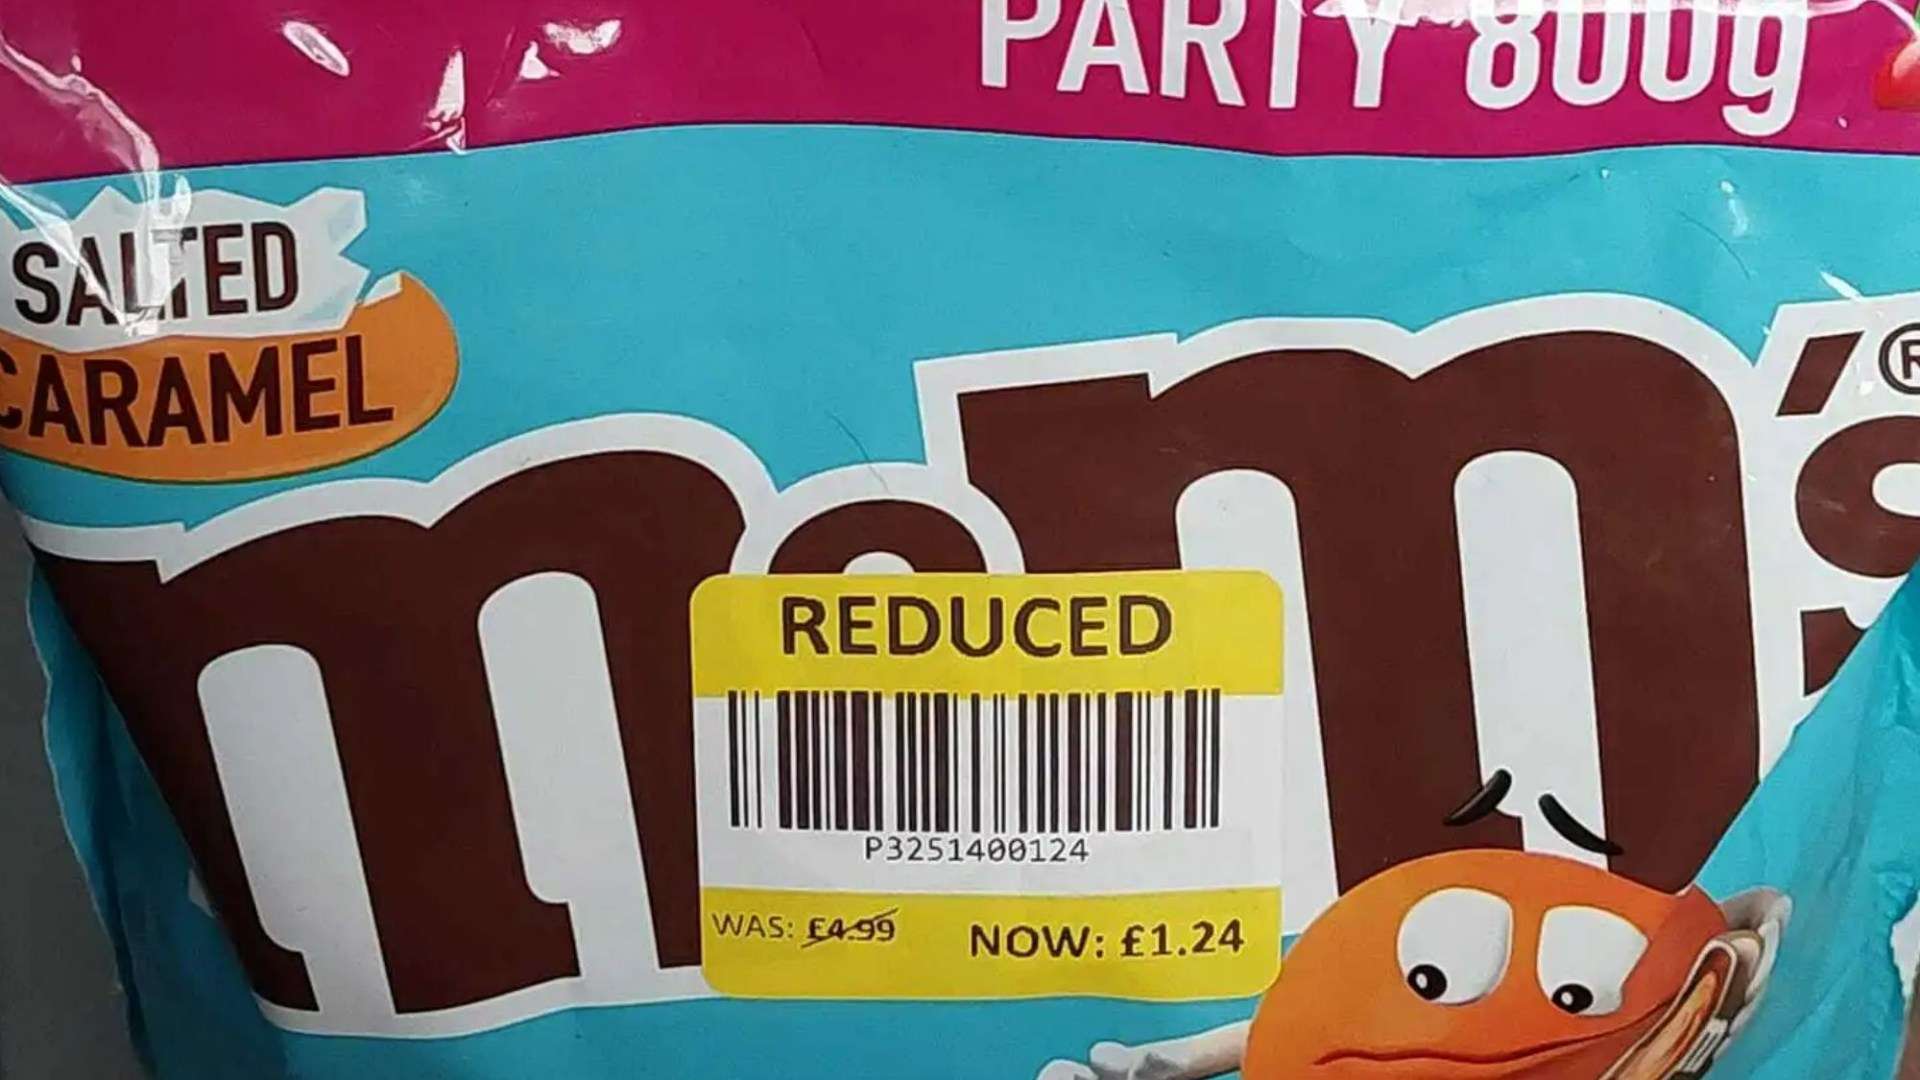 PARTY 800g
SALTED
CARAMEL
m&m's®
REDUCED
P3251400124
WAS: £4.99 NOW: £1.24